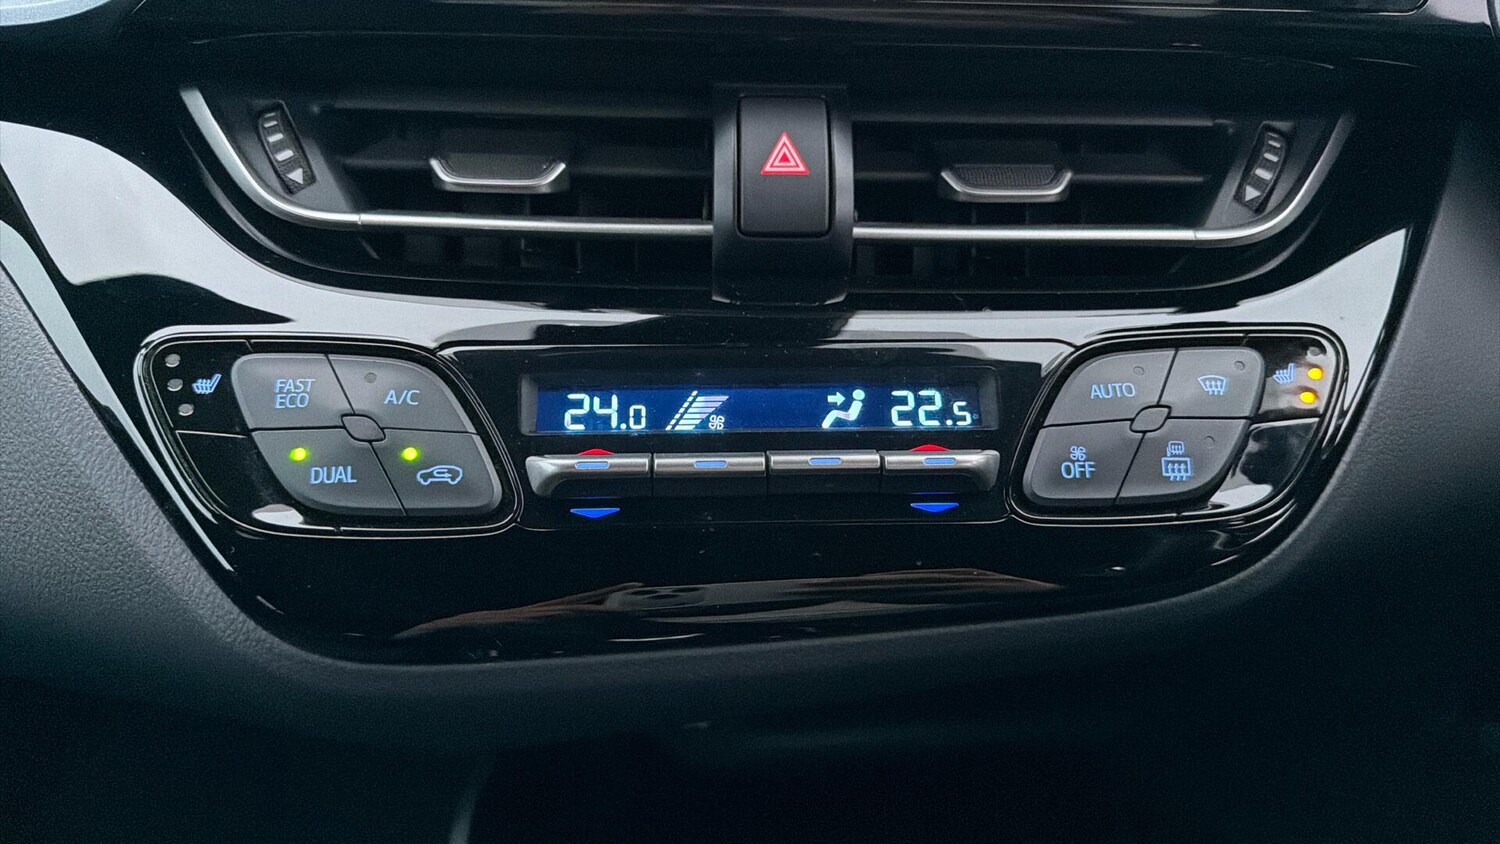 FAST
ECO
A/C
DUAL
24.0
22.5
AUTO
OFF